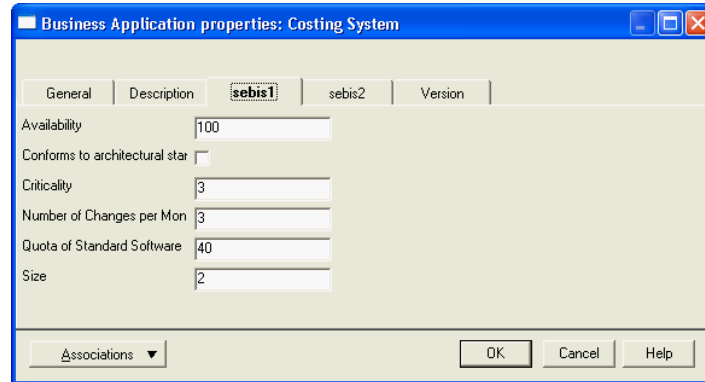 Business Application properties: Costing System
General Description sebis1 sebis2 Version
Availability 100
Conforms to architectural star
Criticality 3
Number of Changes per Mon 3
Quota of Standard Software 40
Size 2
Associations ▼ OK Cancel Help